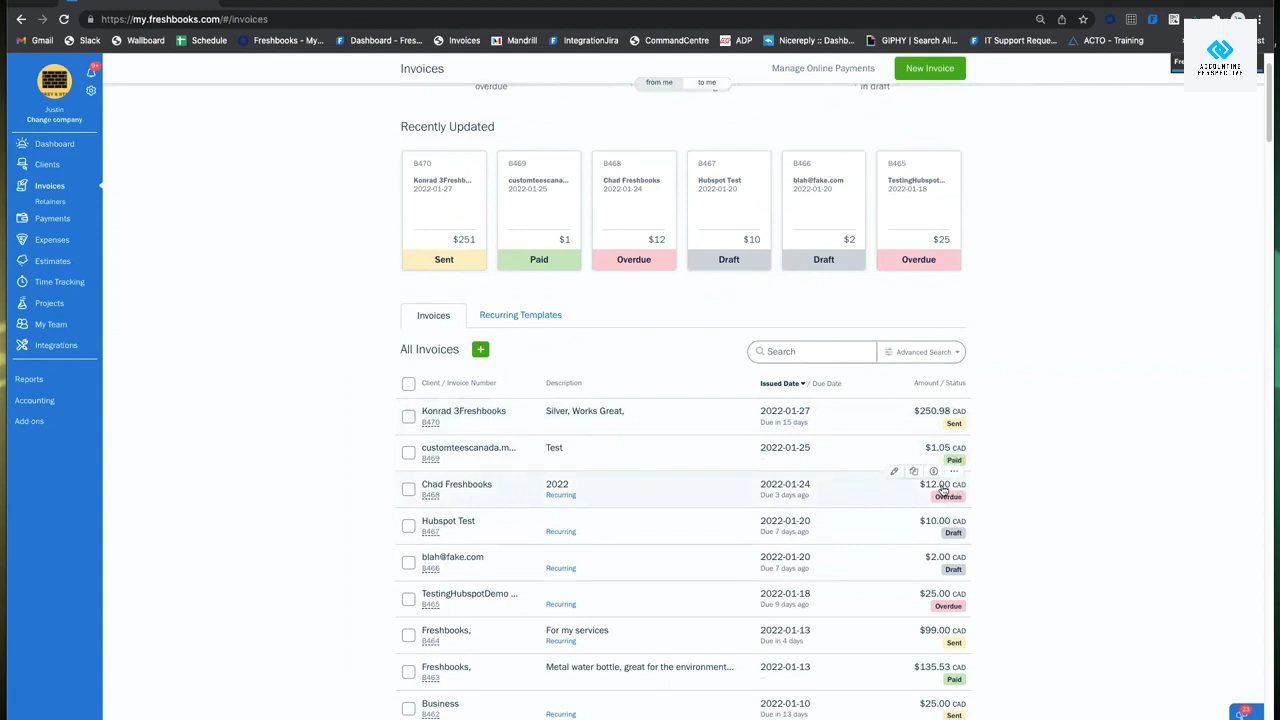 https://my.freshbooks.com/#/invoices
Gmail
Slack
Wallboard
Schedule
Freshbooks - My...
Dashboard - Fres...
Invoices
Mandrill
Integration.jira
CommonCentre
ADP
Nicereply :: Dashb...
GIPHY | Search All...
IT Support Reque...
ACTO - Training
ACCOUNTING
PERSPECTIVE
9+
Justin
Change company
Dashboard
Clients
Invoices
Retainers
Payments
Expenses
Estimates
Time Tracking
Projects
My Team
Integrations
Reports
Accounting
Add-ons
Invoices
Manage Online Payments
New Invoice
from me
to me
overdue
in draft
Recently Updated
B470
Konrad 3Freshb...
2022-01-27
$251
Sent
B469
customteescana...
2022-01-25
$1
Paid
B468
Chad Freshbooks
2022-01-24
$12
Overdue
B467
Hubspot Test
2022-01-20
$10
Draft
B466
blah@fake.com
2022-01-20
$2
Draft
B465
TestingHubspot...
2022-01-18
$25
Overdue
Invoices
Recurring Templates
All Invoices +
Search
Advanced Search
Client / Invoice Number Description Issued Date / Due Date Amount / Status
Konrad 3Freshbooks Silver, Works Great, 2022-01-27 $250.98 CAD
B470 Due in 15 days Sent
customteescanada.m... Test 2022-01-25 $1.05 CAD
B469 Paid
Chad Freshbooks 2022 2022-01-24 $12.00 CAD
B468 Recurring Due 3 days ago Overdue
Hubspot Test 2022-01-20 $10.00 CAD
B467 Recurring Due 7 days ago Draft
blah@fake.com 2022-01-20 $2.00 CAD
B466 Recurring Due 7 days ago Draft
TestingHubspotDemo ... 2022-01-18 $25.00 CAD
B465 Recurring Due 9 days ago Overdue
Freshbooks, For my services 2022-01-13 $99.00 CAD
B464 Recurring Due in 4 days Sent
Freshbooks, Metal water bottle, great for the environment... 2022-01-13 $135.53 CAD
B463 Paid
Business 2022-01-10 $25.00 CAD
B462 Recurring Due in 13 days Sent
23